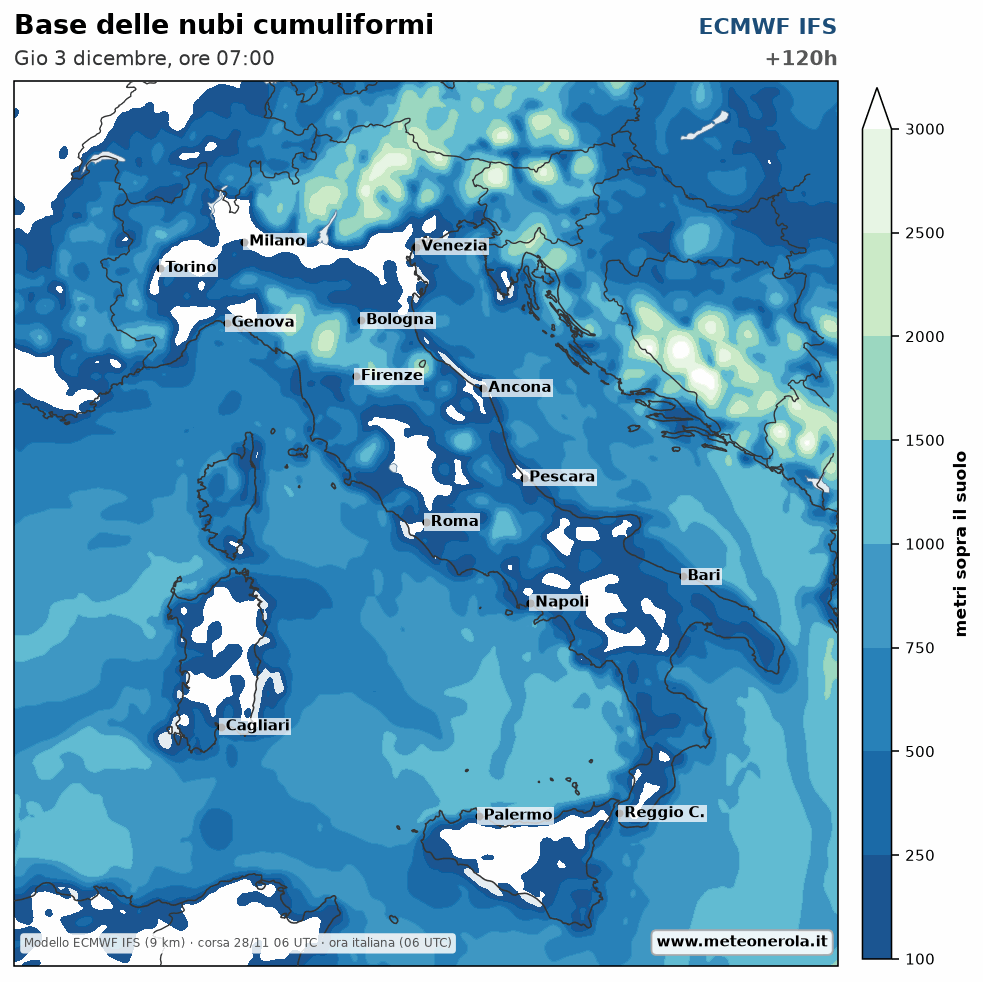 Base delle nubi cumuliformi
ECMWF IFS
Gio 3 dicembre, ore 07:00
+120h
Milano
Venezia
Torino
Genova
Bologna
Firenze
Ancona
Pescara
Roma
Bari
Napoli
Cagliari
Palermo
Reggio C.
3000
2500
2000
1500
1000
750
500
250
100
metri sopra il suolo
Modello ECMWF IFS (9 km) · corsa 28/11 06 UTC · ora italiana (06 UTC)
www.meteonerola.it